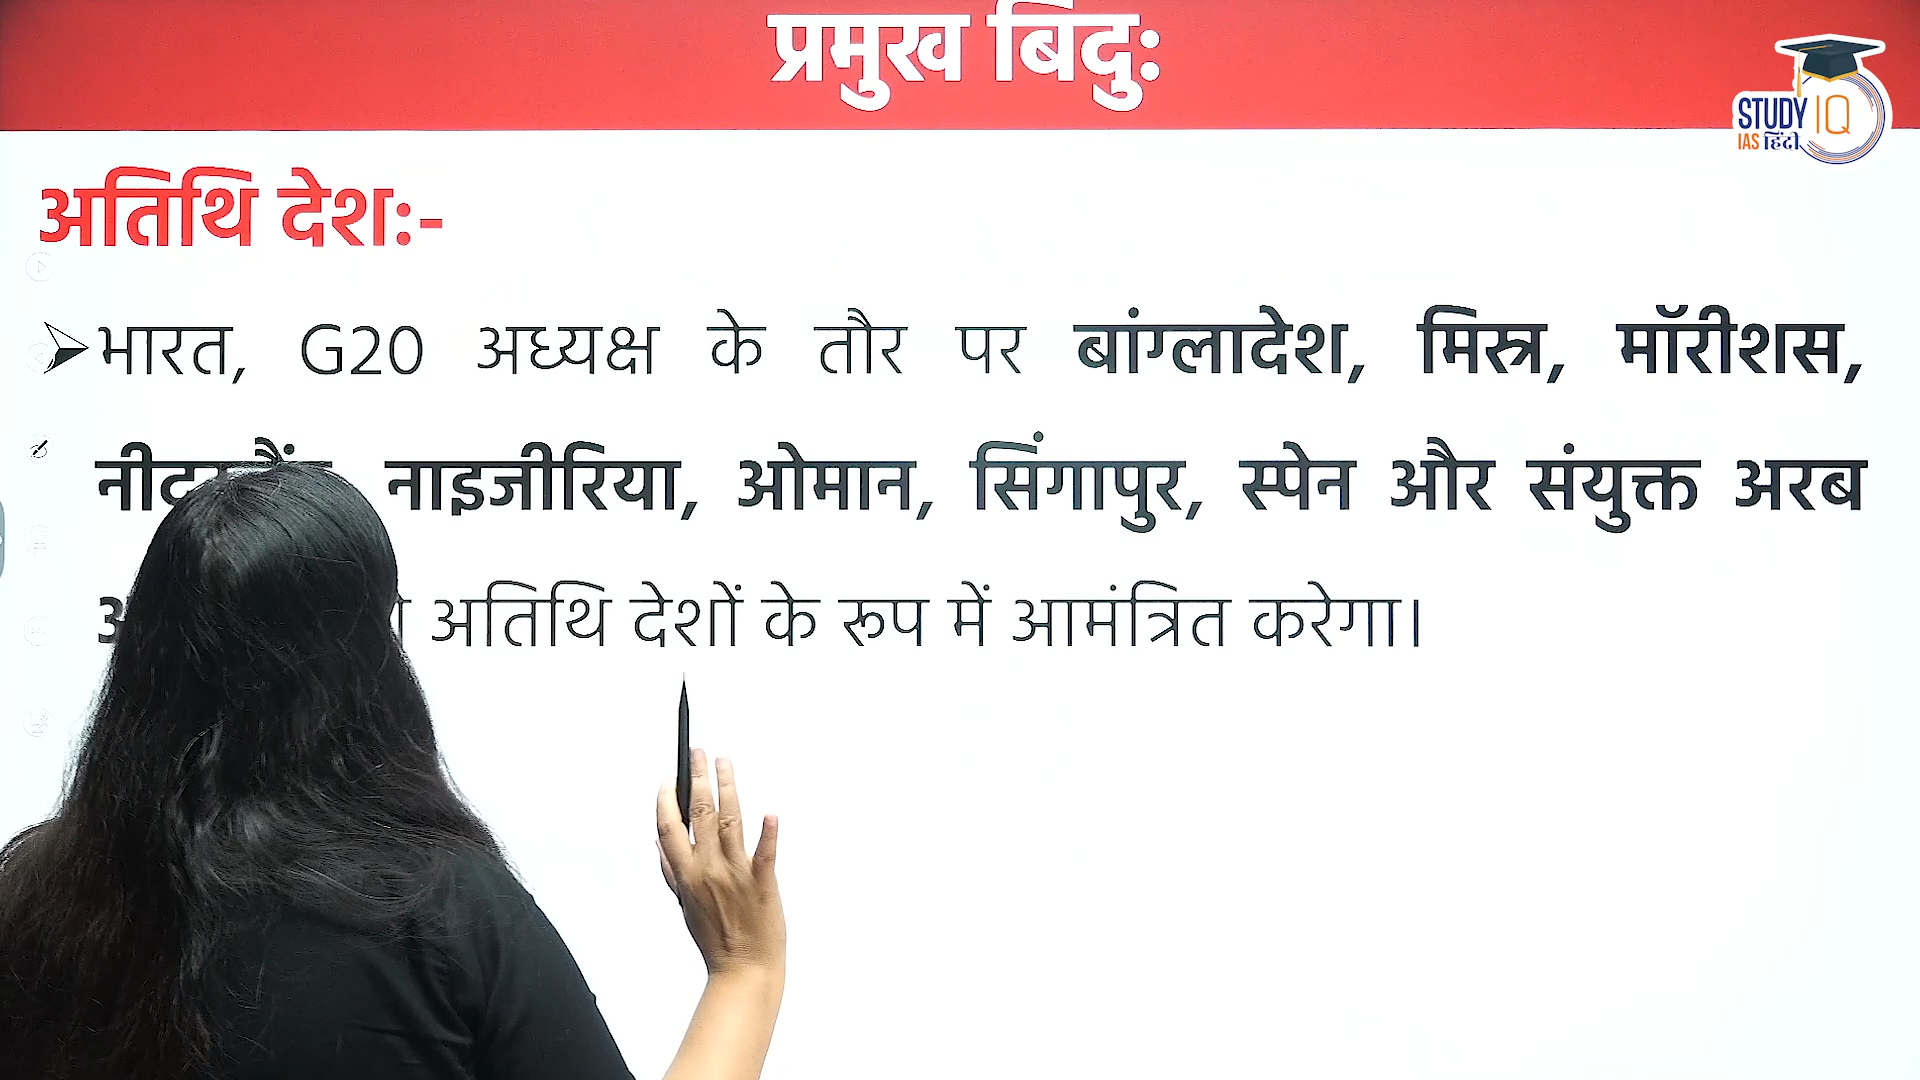 प्रमुख बिंदु:
STUDY IQ
IAS हिंदी
अतिथि देश:-
भारत, G20 अध्यक्ष के तौर पर बांग्लादेश, मिस्र, मॉरीशस,
नाइजीरिया, ओमान, सिंगापुर, स्पेन और संयुक्त अरब
अतिथि देशों के रूप में आमंत्रित करेगा।